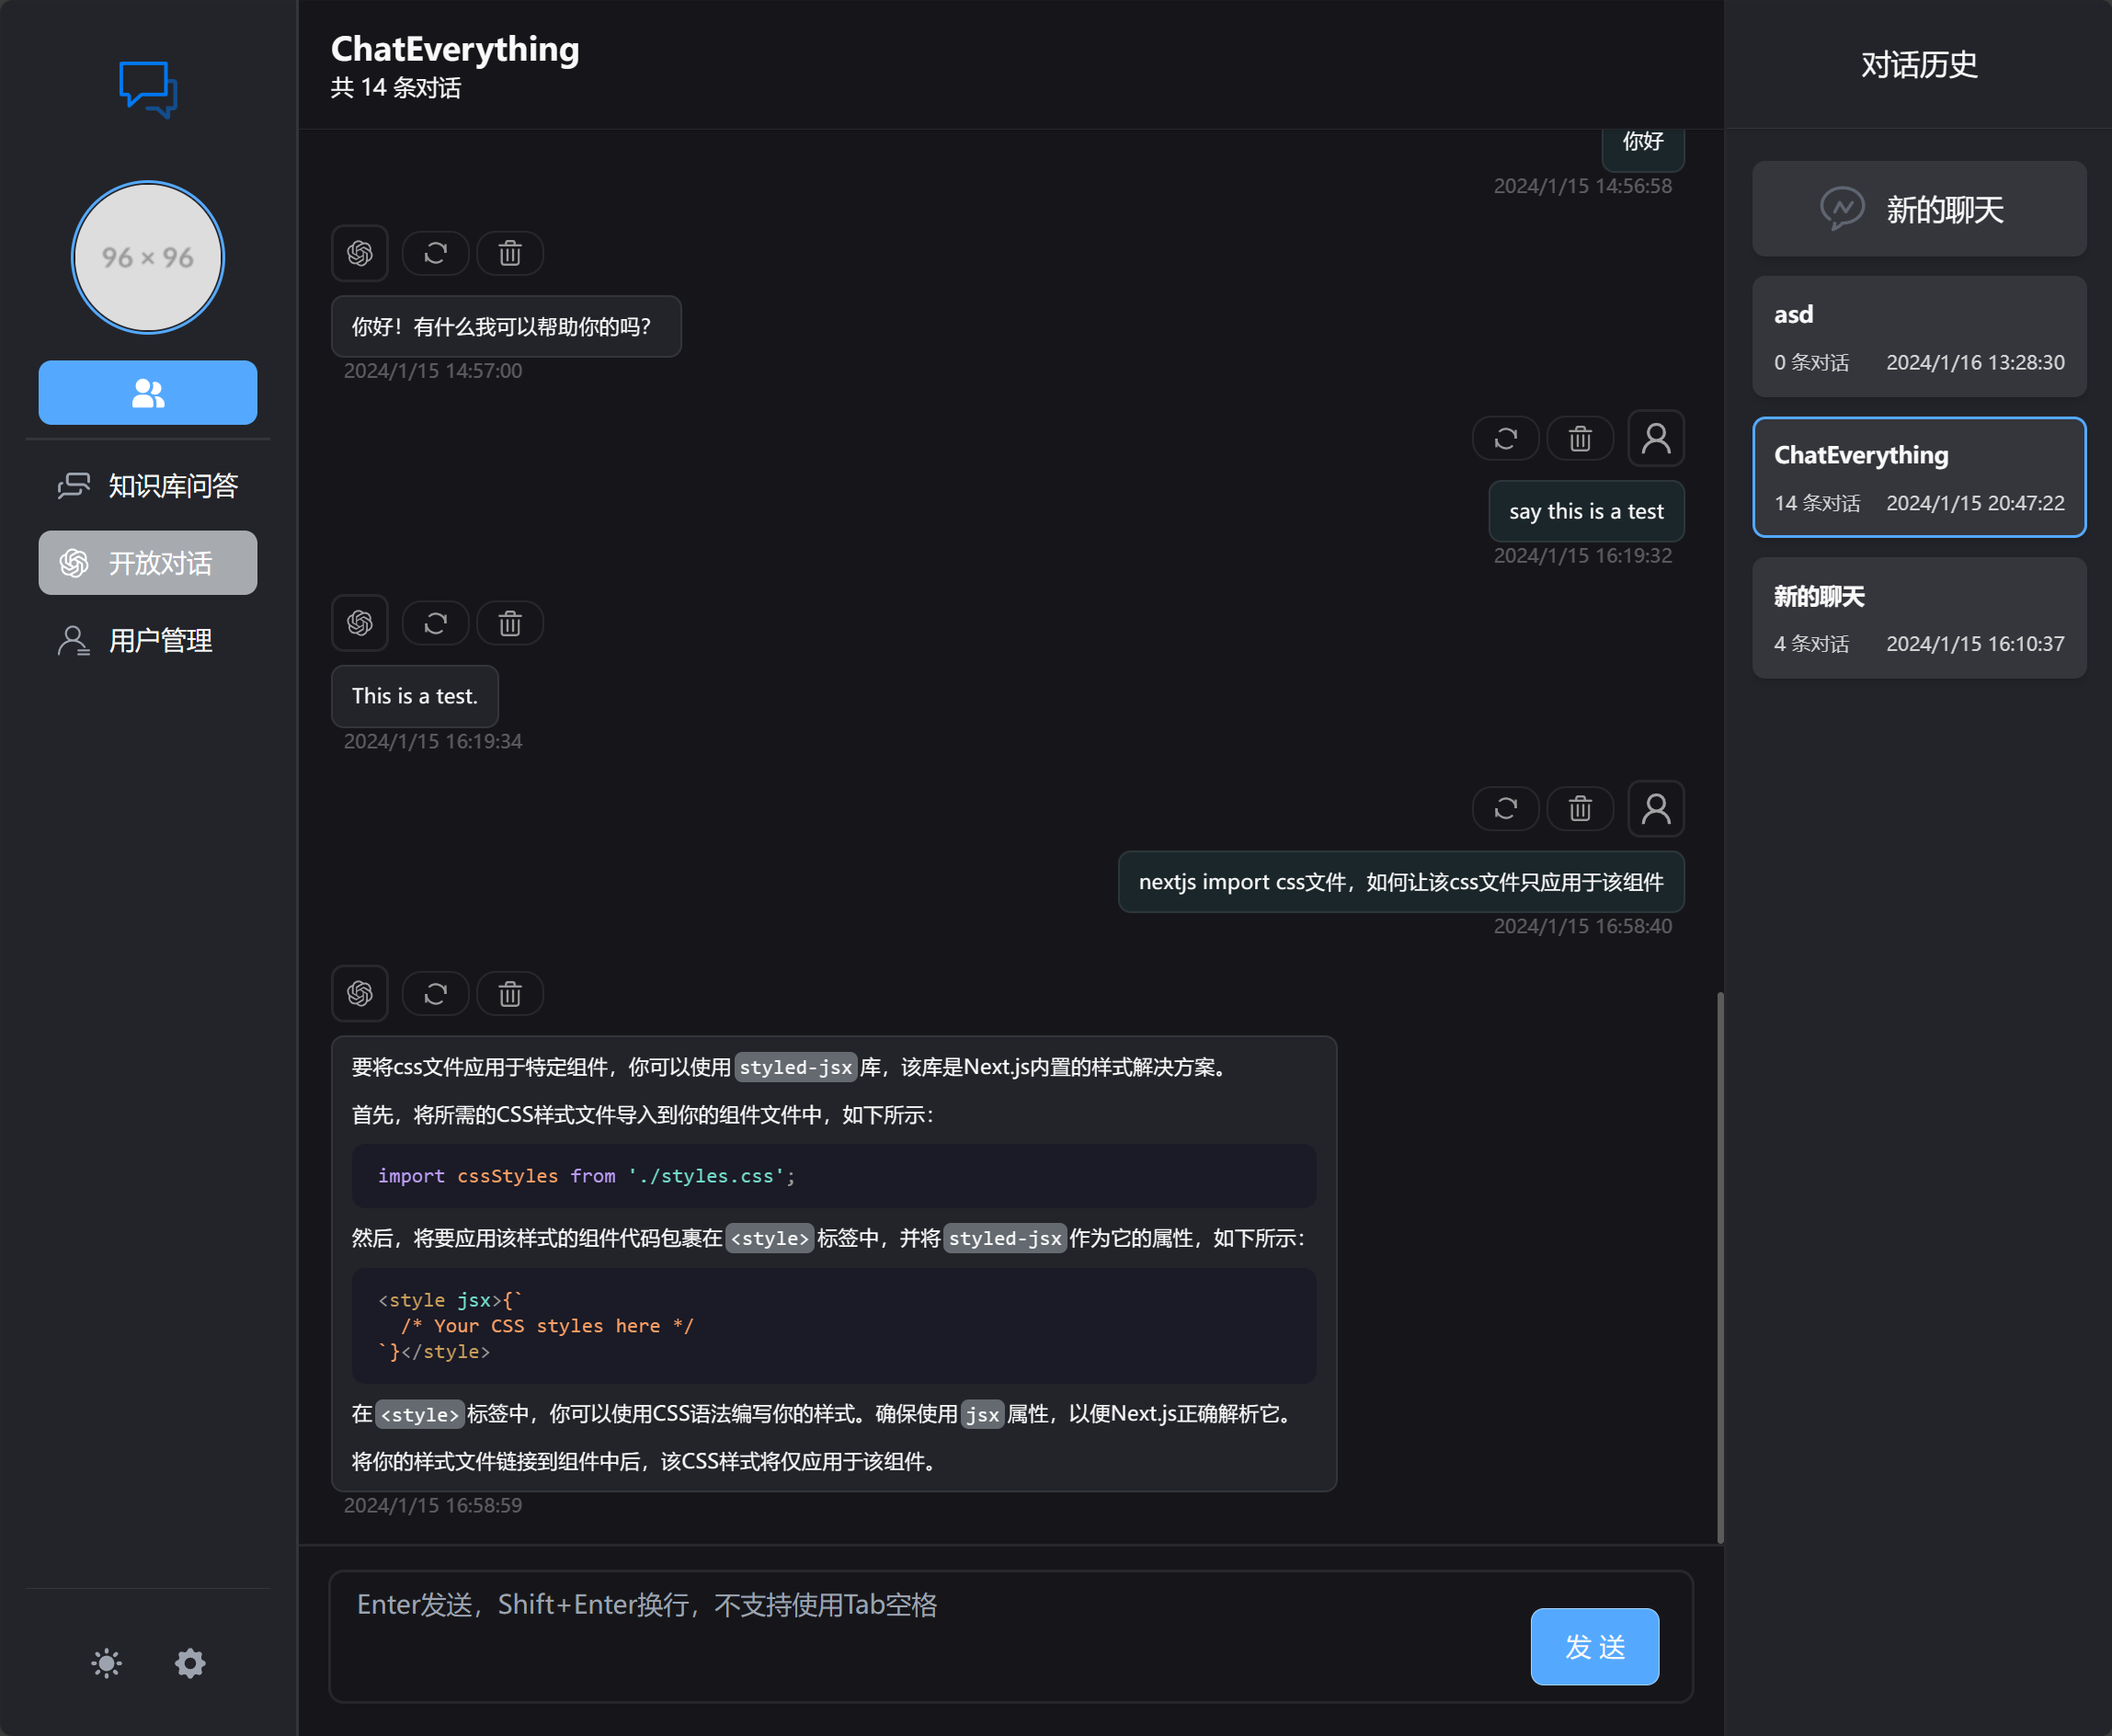 96 × 96
知识库问答
开放对话
用户管理
ChatEverything
共 14 条对话
你好
2024/1/15 14:56:58
你好！有什么我可以帮助你的吗？
2024/1/15 14:57:00
say this is a test
2024/1/15 16:19:32
This is a test.
2024/1/15 16:19:34
nextjs import css文件，如何让该css文件只应用于该组件
2024/1/15 16:58:40
要将css文件应用于特定组件，你可以使用 styled-jsx 库，该库是Next.js内置的样式解决方案。
首先，将所需的CSS样式文件导入到你的组件文件中，如下所示：
import cssStyles from './styles.css';
然后，将要应用该样式的组件代码包裹在 <style> 标签中，并将 styled-jsx 作为它的属性，如下所示：
<style jsx>{`
  /* Your CSS styles here */
`}</style>
在 <style> 标签中，你可以使用CSS语法编写你的样式。确保使用 jsx 属性，以便Next.js正确解析它。
将你的样式文件链接到组件中后，该CSS样式将仅应用于该组件。
2024/1/15 16:58:59
Enter发送，Shift+Enter换行，不支持使用Tab空格
发 送
对话历史
新的聊天
asd
0 条对话 2024/1/16 13:28:30
ChatEverything
14 条对话 2024/1/15 20:47:22
新的聊天
4 条对话 2024/1/15 16:10:37